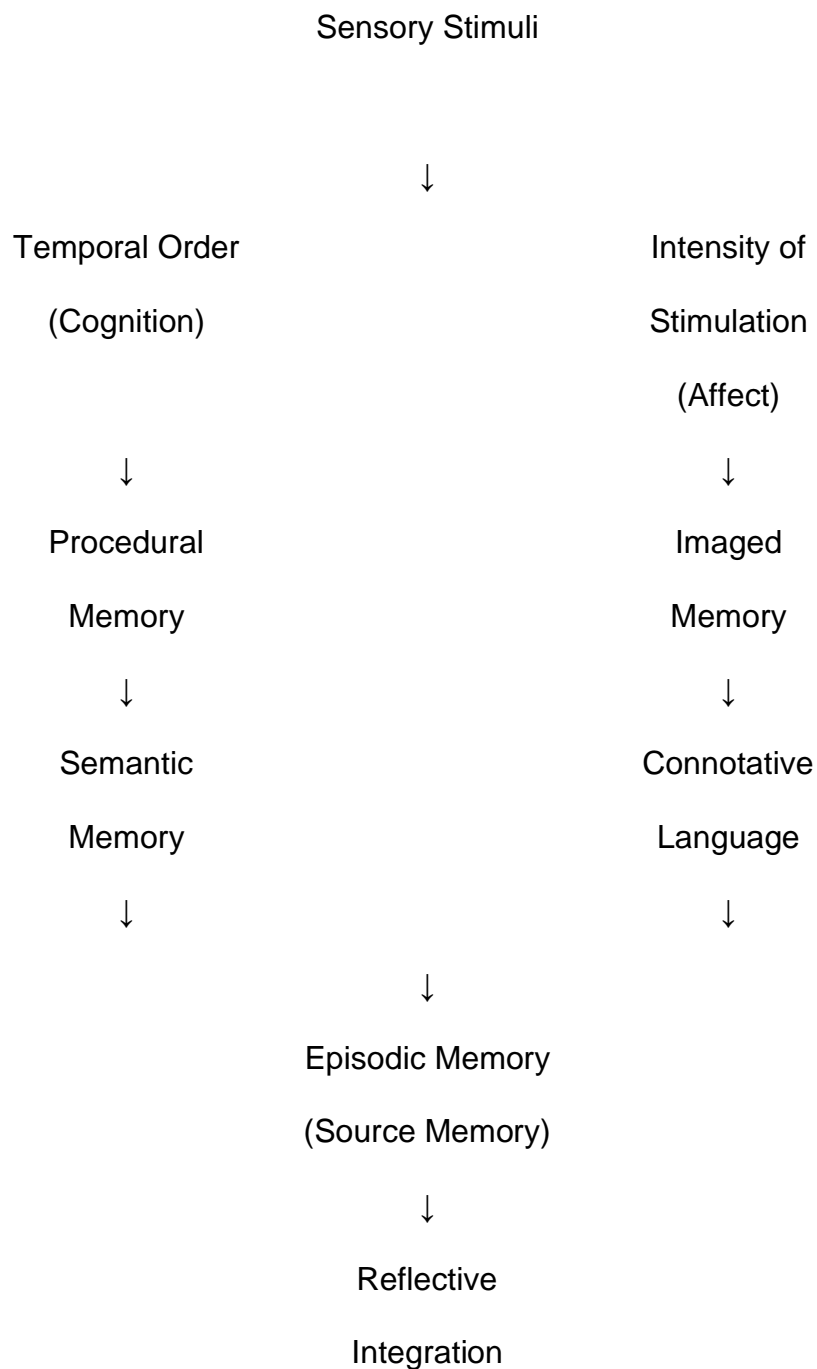 Sensory Stimuli
↓
Temporal Order Intensity of
(Cognition) Stimulation
(Affect)
↓ ↓
Procedural Imaged
Memory Memory
↓ ↓
Semantic Connotative
Memory Language
↓ ↓
↓
Episodic Memory
(Source Memory)
↓
Reflective
Integration